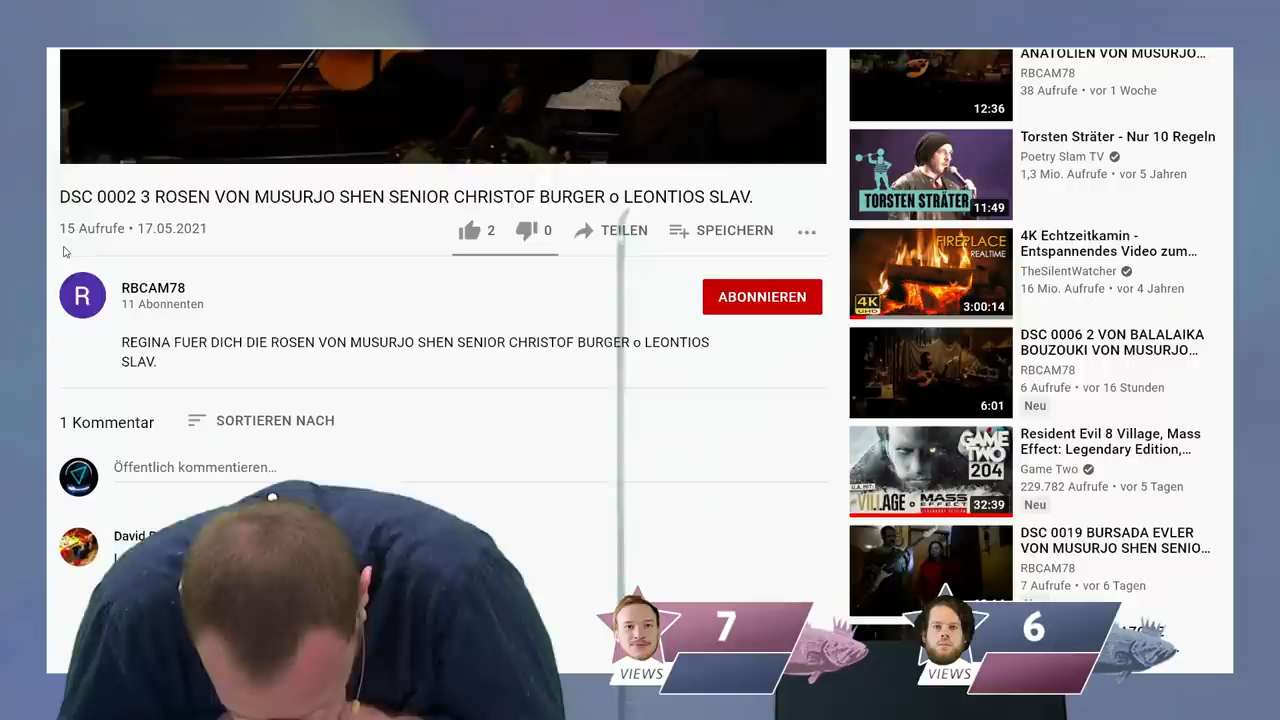 DSC 0002 3 ROSEN VON MUSURJO SHEN SENIOR CHRISTOF BURGER o LEONTIOS SLAV.
15 Aufrufe • 17.05.2021
2
0
TEILEN
SPEICHERN
R
RBCAM78
11 Abonnenten
ABONNIEREN
REGINA FUER DICH DIE ROSEN VON MUSURJO SHEN SENIOR CHRISTOF BURGER o LEONTIOS
SLAV.
1 Kommentar
SORTIEREN NACH
Öffentlich kommentieren...
David
ANATOLIEN VON MUSURJO...
RBCAM78
38 Aufrufe • vor 1 Woche
12:36
Torsten Sträter - Nur 10 Regeln
Poetry Slam TV
1,3 Mio. Aufrufe • vor 5 Jahren
TORSTEN STRÄTER
11:49
4K Echtzeitkamin -
Entspannendes Video zum...
TheSilentWatcher
16 Mio. Aufrufe • vor 4 Jahren
FIREPLACE
REALTIME
4K
UHD
3:00:14
DSC 0006 2 VON BALALAIKA
BOUZOUKI VON MUSURJO...
RBCAM78
6 Aufrufe • vor 16 Stunden
Neu
6:01
Resident Evil 8 Village, Mass
Effect: Legendary Edition,...
Game Two
229.782 Aufrufe • vor 5 Tagen
Neu
GAME
TWO
204
U.A. MIT:
VILLAGE
MASS
EFFECT
32:39
DSC 0019 BURSADA EVLER
VON MUSURJO SHEN SENIO...
RBCAM78
7 Aufrufe • vor 6 Tagen
7
VIEWS
6
VIEWS